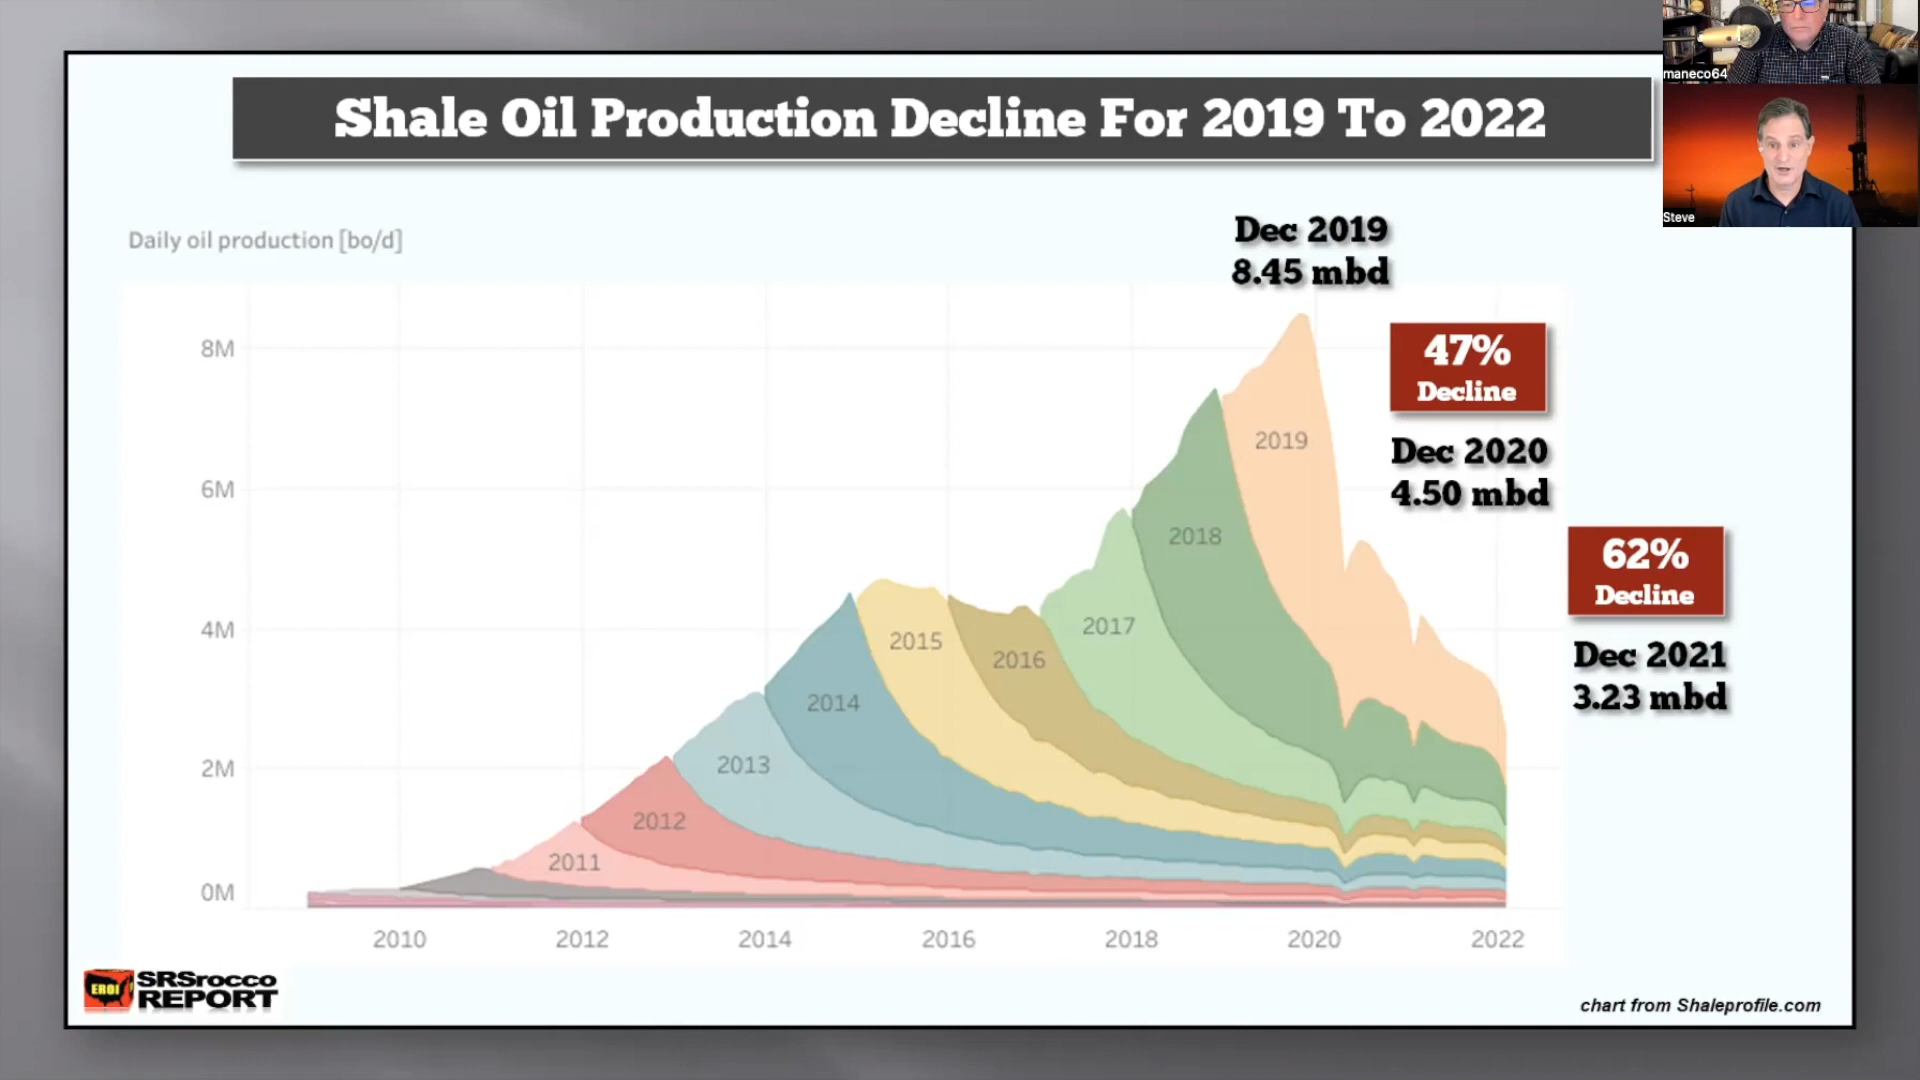 maneco64
Steve
Shale Oil Production Decline For 2019 To 2022
Daily oil production [bo/d]
Dec 2019
8.45 mbd
47%
Decline
Dec 2020
4.50 mbd
62%
Decline
Dec 2021
3.23 mbd
8M
6M
4M
2M
0M
2011
2012
2013
2014
2015
2016
2017
2018
2019
2010
2012
2014
2016
2018
2020
2022
EROI
SRSrocco
REPORT
chart from Shaleprofile.com